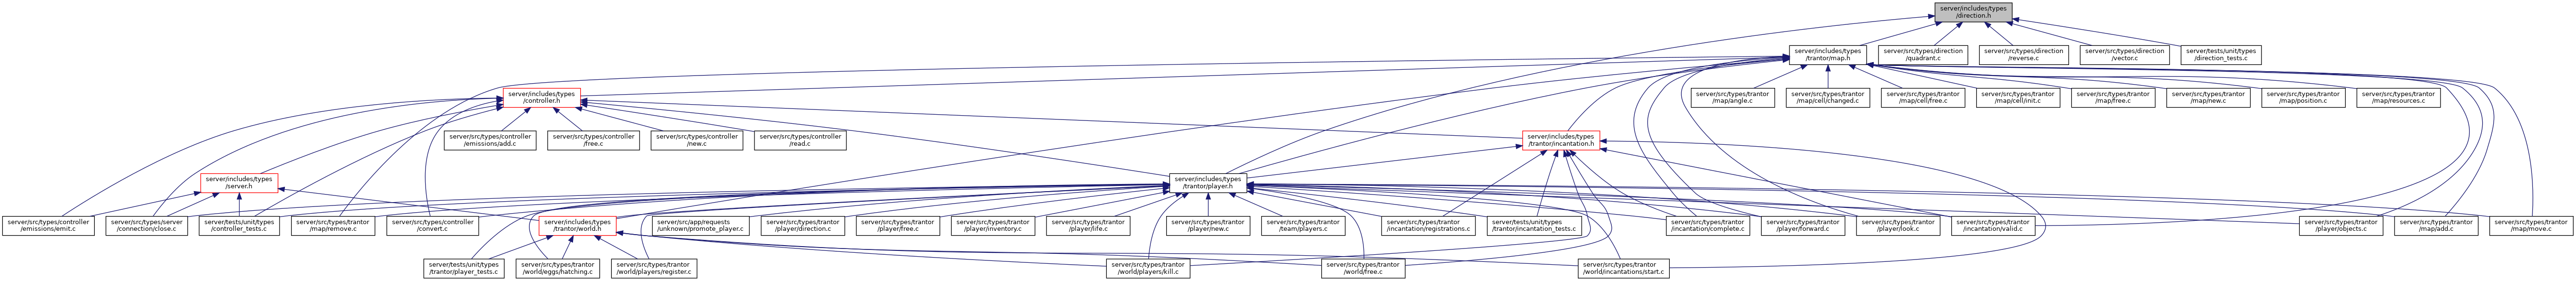 server/includes/types
/direction.h
server/includes/types
/trantor/map.h
server/src/types/direction
/quadrant.c
server/src/types/direction
/reverse.c
server/src/types/direction
/vector.c
server/tests/unit/types
/direction_tests.c
server/includes/types
/controller.h
server/src/types/trantor
/map/angle.c
server/src/types/trantor
/map/cell/changed.c
server/src/types/trantor
/map/cell/free.c
server/src/types/trantor
/map/cell/init.c
server/src/types/trantor
/map/free.c
server/src/types/trantor
/map/new.c
server/src/types/trantor
/map/position.c
server/src/types/trantor
/map/resources.c
server/src/types/controller
/emissions/add.c
server/src/types/controller
/free.c
server/src/types/controller
/new.c
server/src/types/controller
/read.c
server/includes/types
/trantor/incantation.h
server/includes/types
/server.h
server/includes/types
/trantor/player.h
server/src/types/controller
/emissions/emit.c
server/src/types/server
/connection/close.c
server/tests/unit/types
/controller_tests.c
server/src/types/trantor
/map/remove.c
server/src/types/controller
/convert.c
server/includes/types
/trantor/world.h
server/src/app/requests
/unknown/promote_player.c
server/src/types/trantor
/player/direction.c
server/src/types/trantor
/player/free.c
server/src/types/trantor
/player/inventory.c
server/src/types/trantor
/player/life.c
server/src/types/trantor
/player/new.c
server/src/types/trantor
/team/players.c
server/src/types/trantor
/incantation/registrations.c
server/tests/unit/types
/trantor/incantation_tests.c
server/src/types/trantor
/incantation/complete.c
server/src/types/trantor
/player/forward.c
server/src/types/trantor
/player/look.c
server/src/types/trantor
/incantation/valid.c
server/src/types/trantor
/player/objects.c
server/src/types/trantor
/map/add.c
server/src/types/trantor
/map/move.c
server/tests/unit/types
/trantor/player_tests.c
server/src/types/trantor
/world/eggs/hatching.c
server/src/types/trantor
/world/players/register.c
server/src/types/trantor
/world/players/kill.c
server/src/types/trantor
/world/free.c
server/src/types/trantor
/world/incantations/start.c